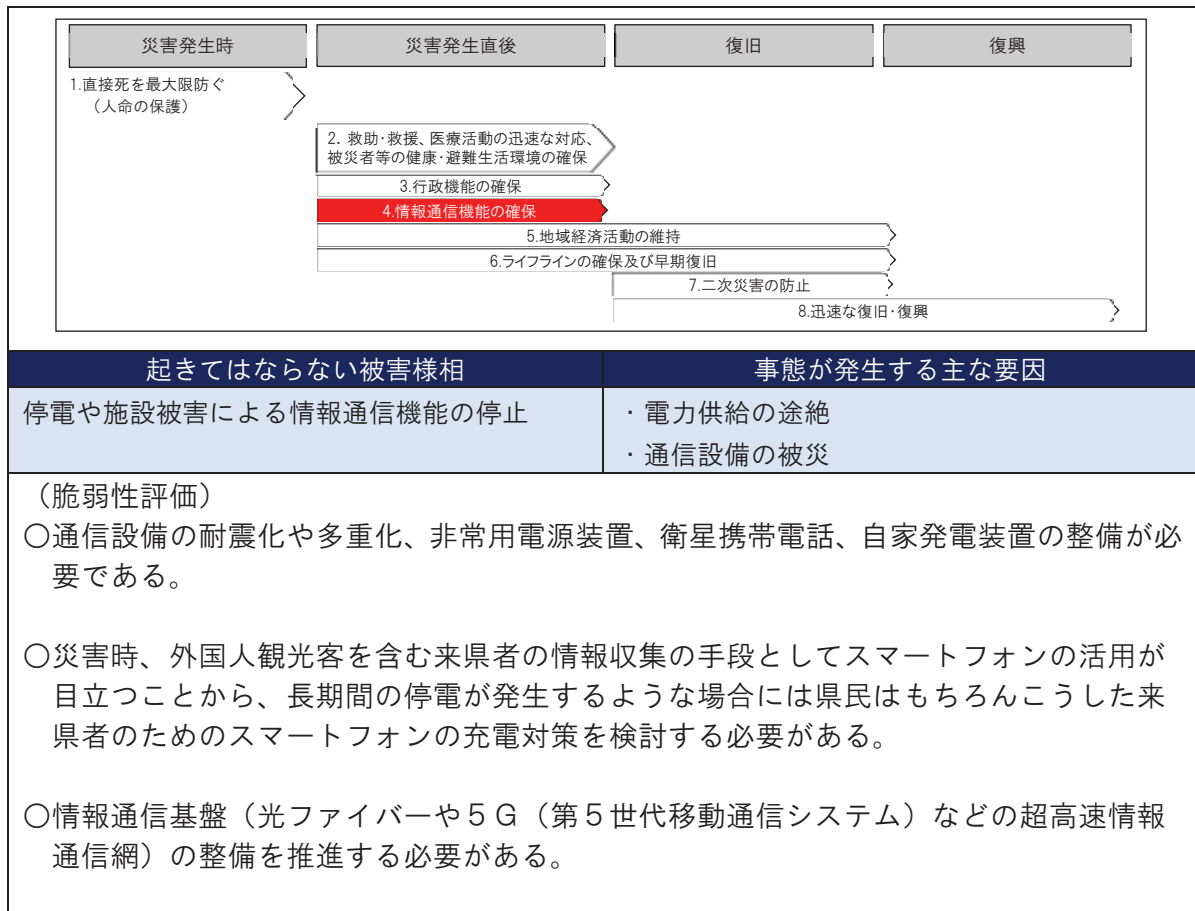 災害発生時
災害発生直後
復旧
復興
1.直接死を最大限防ぐ
（人命の保護）
2. 救助･救援、医療活動の迅速な対応、
被災者等の健康･避難生活環境の確保
3.行政機能の確保
4.情報通信機能の確保
5.地域経済活動の維持
6.ライフラインの確保及び早期復旧
7.二次災害の防止
8.迅速な復旧･復興
起きてはならない被害様相
事態が発生する主な要因
停電や施設被害による情報通信機能の停止
・電力供給の途絶
・通信設備の被災
（脆弱性評価）
〇通信設備の耐震化や多重化、非常用電源装置、衛星携帯電話、自家発電装置の整備が必
要である。
〇災害時、外国人観光客を含む来県者の情報収集の手段としてスマートフォンの活用が
目立つことから、長期間の停電が発生するような場合には県民はもちろんこうした来
県者のためのスマートフォンの充電対策を検討する必要がある。
〇情報通信基盤（光ファイバーや５Ｇ（第５世代移動通信システム）などの超高速情報
通信網）の整備を推進する必要がある。